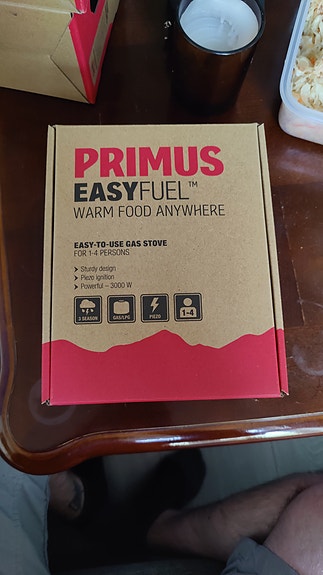 PRIMUS
EASYFUEL™
WARM FOOD ANYWHERE
EASY-TO-USE GAS STOVE
FOR 1-4 PERSONS
> Sturdy design
> Piezo ignition
> Powerful – 3000 W
3 SEASON
GAS/LPG
PIEZO
1-4